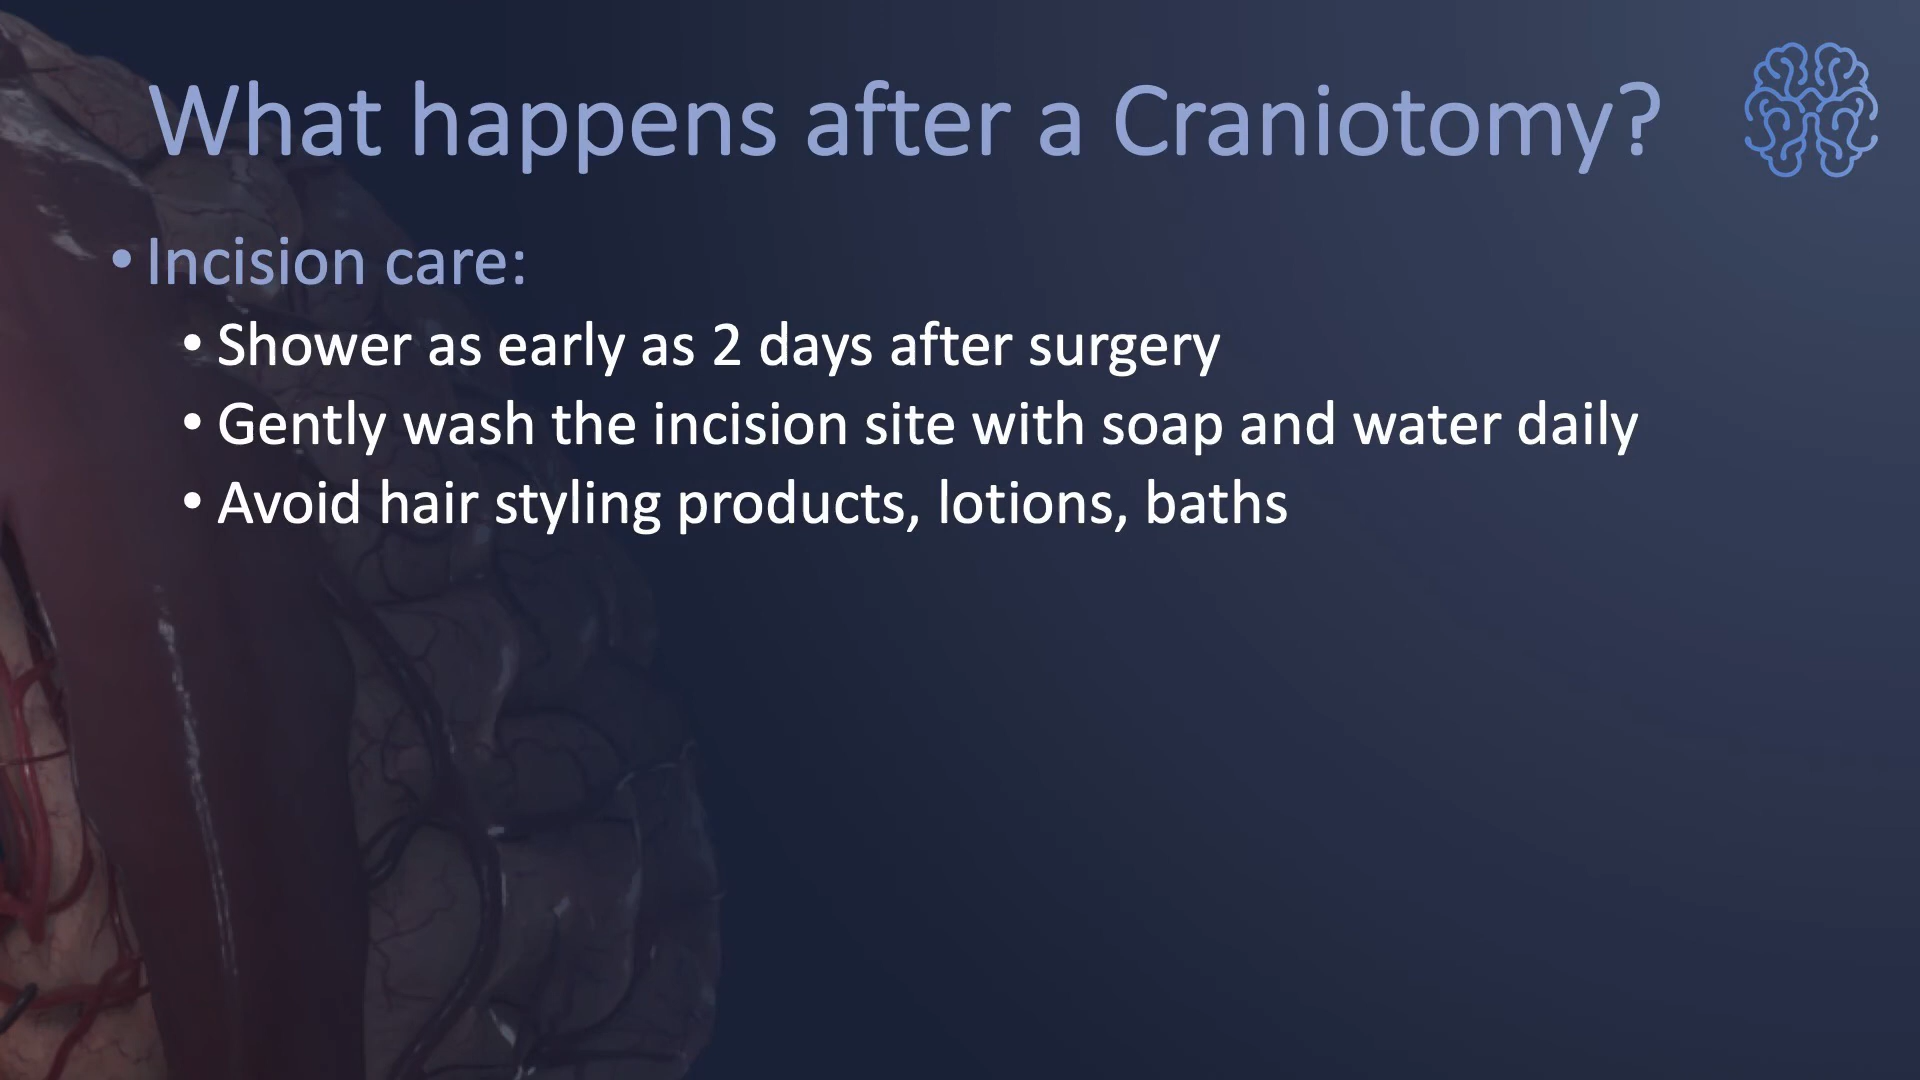 What happens after a Craniotomy?
• Incision care:
• Shower as early as 2 days after surgery
• Gently wash the incision site with soap and water daily
• Avoid hair styling products, lotions, baths